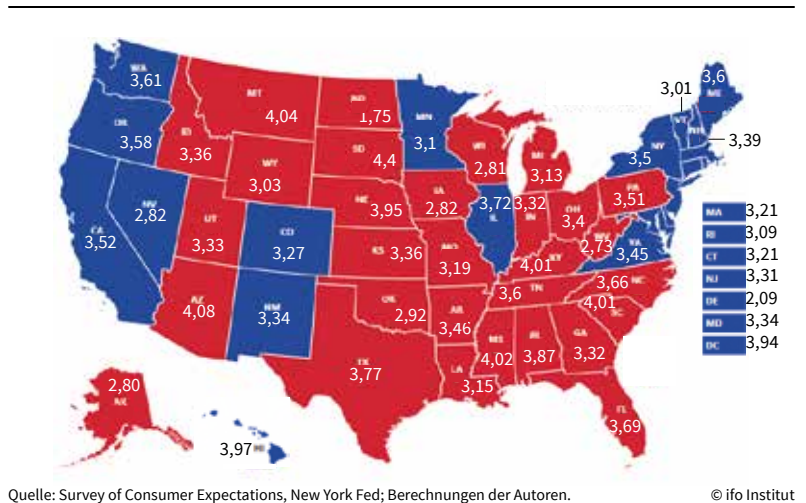 WA
3,61
MT
4,04
ND
1,75
MN
3,1
3,01
3,6
ME
VT
NH
3,39
OR
3,58
ID
3,36
WY
3,03
SD
4,4
WI
2,81
MI
3,13
NY
3,5
NV
2,82
UT
3,33
CO
3,27
NE
3,95
IA
2,82
3,72
IL
3,32
IN
OH
3,4
PA
3,51
CA
3,52
KS 3,36
MO
3,19
4,01 KY
WV
2,73
VA
3,45
AZ
4,08
NM
3,34
OK
2,92
AR
3,46
3,6 TN
3,66 NC
4,01
SC
TX
3,77
LA
3,15
MS
4,02
AL
3,87
GA
3,32
FL
3,69
2,80
AK
3,97 HI
MA 3,21
RI 3,09
CT 3,21
NJ 3,31
DE 2,09
MD 3,34
DC 3,94
Quelle: Survey of Consumer Expectations, New York Fed; Berechnungen der Autoren.
© ifo Institut